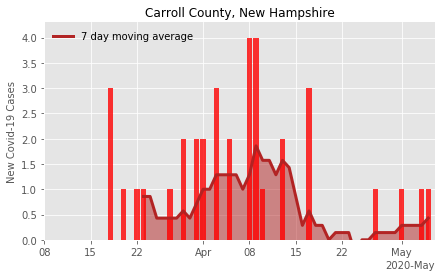 Carroll County, New Hampshire
7 day moving average
New Covid-19 Cases
4.0
3.5
3.0
2.5
2.0
1.5
1.0
0.5
0.0
08 15 22 Apr 08 15 22 May
2020-May